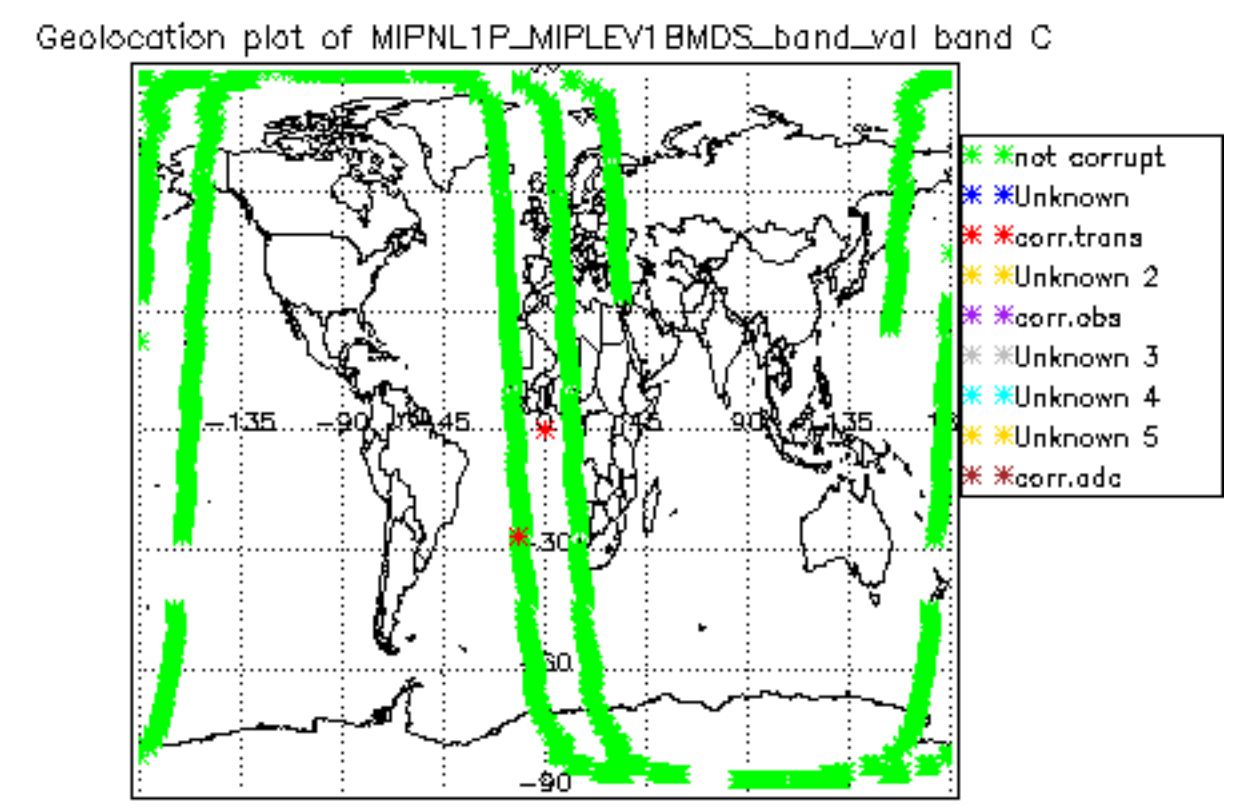 Geolocation plot of MIPNL1P_MIPLEV1BMDS_band_val band C
not corrupt
Unknown
corr.trans
Unknown 2
corr.obs
Unknown 3
Unknown 4
Unknown 5
corr.adc
-135 -90 -45 45 90 135
-30
-60
-90